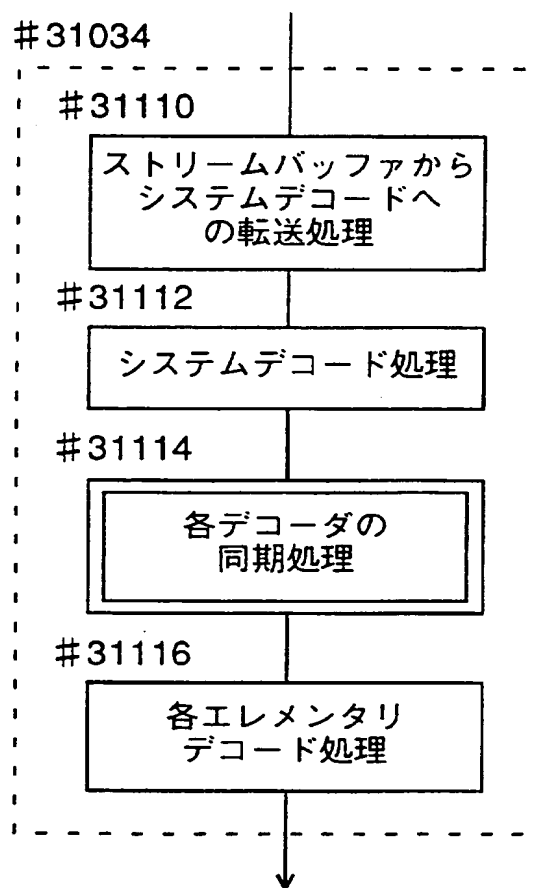 #31034
#31110
ストリームバッファから
システムデコードへ
の転送処理
#31112
システムデコード処理
#31114
各デコーダの
同期処理
#31116
各エレメンタリ
デコード処理